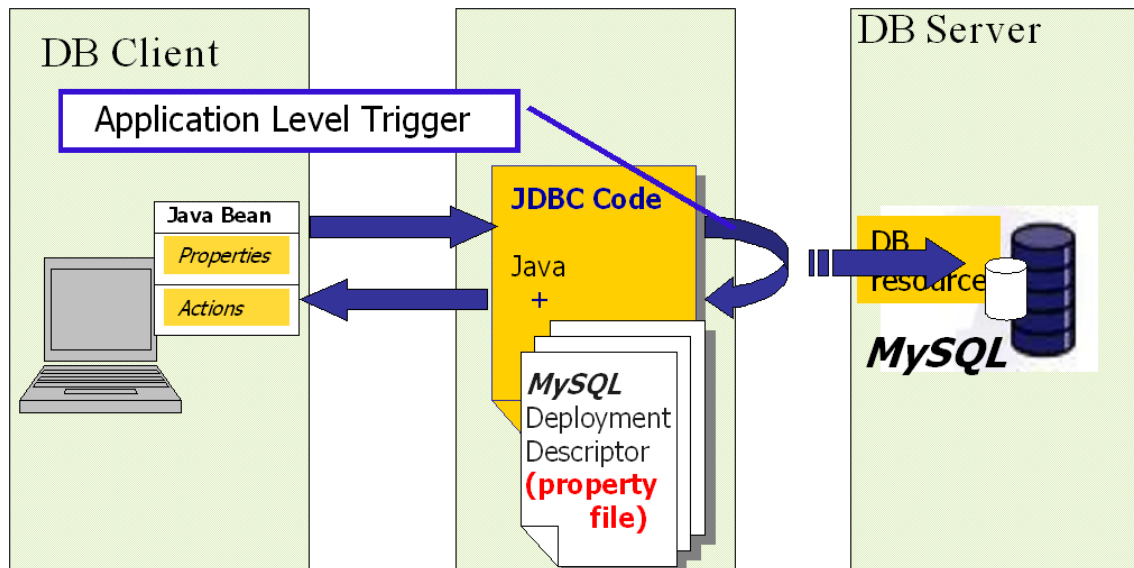 DB Client
DB Server
Application Level Trigger
Java Bean
Properties
Actions
JDBC Code
Java
+
MySQL
Deployment
Descriptor
(property
file)
DB
resource
MySQL